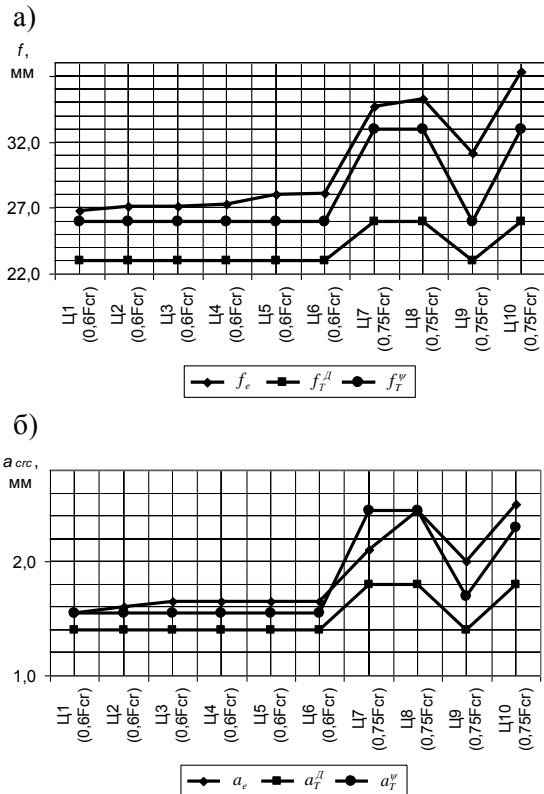 а)
f,
мм
32,0
27,0
22,0
Ц1 (0,6Fcr)
Ц2 (0,6Fcr)
Ц3 (0,6Fcr)
Ц4 (0,6Fcr)
Ц5 (0,6Fcr)
Ц6 (0,6Fcr)
Ц7 (0,75Fcr)
Ц8 (0,75Fcr)
Ц9 (0,75Fcr)
Ц10 (0,75Fcr)
f_e f_T^Д f_T^ψ
б)
a crc,
мм
2,0
1,0
Ц1 (0,6Fcr)
Ц2 (0,6Fcr)
Ц3 (0,6Fcr)
Ц4 (0,6Fcr)
Ц5 (0,6Fcr)
Ц6 (0,6Fcr)
Ц7 (0,75Fcr)
Ц8 (0,75Fcr)
Ц9 (0,75Fcr)
Ц10 (0,75Fcr)
a_e a_T^Д a_T^ψ